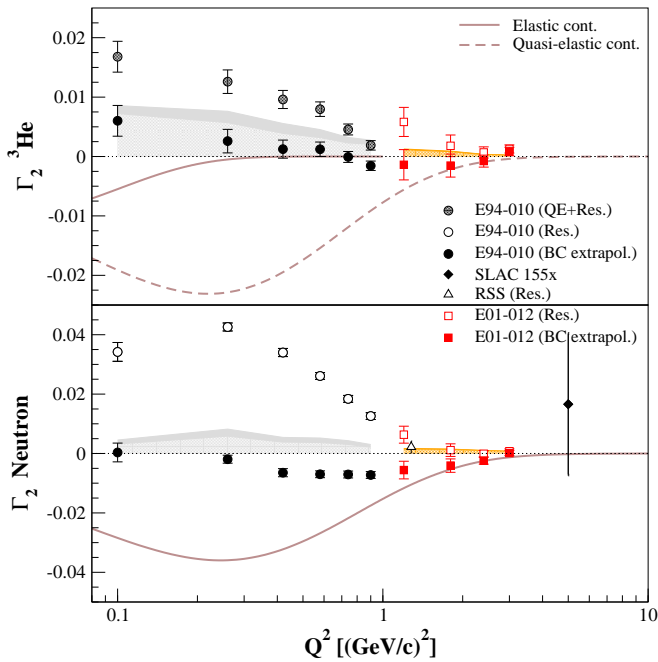 0.02
0.01
0
-0.01
-0.02
Γ₂ ³He
Elastic cont.
Quasi-elastic cont.
E94-010 (QE+Res.)
E94-010 (Res.)
E94-010 (BC extrapol.)
SLAC 155x
RSS (Res.)
E01-012 (Res.)
E01-012 (BC extrapol.)
0.04
0.02
0
-0.02
-0.04
Γ₂ Neutron
0.1
1
10
Q² [(GeV/c)²]